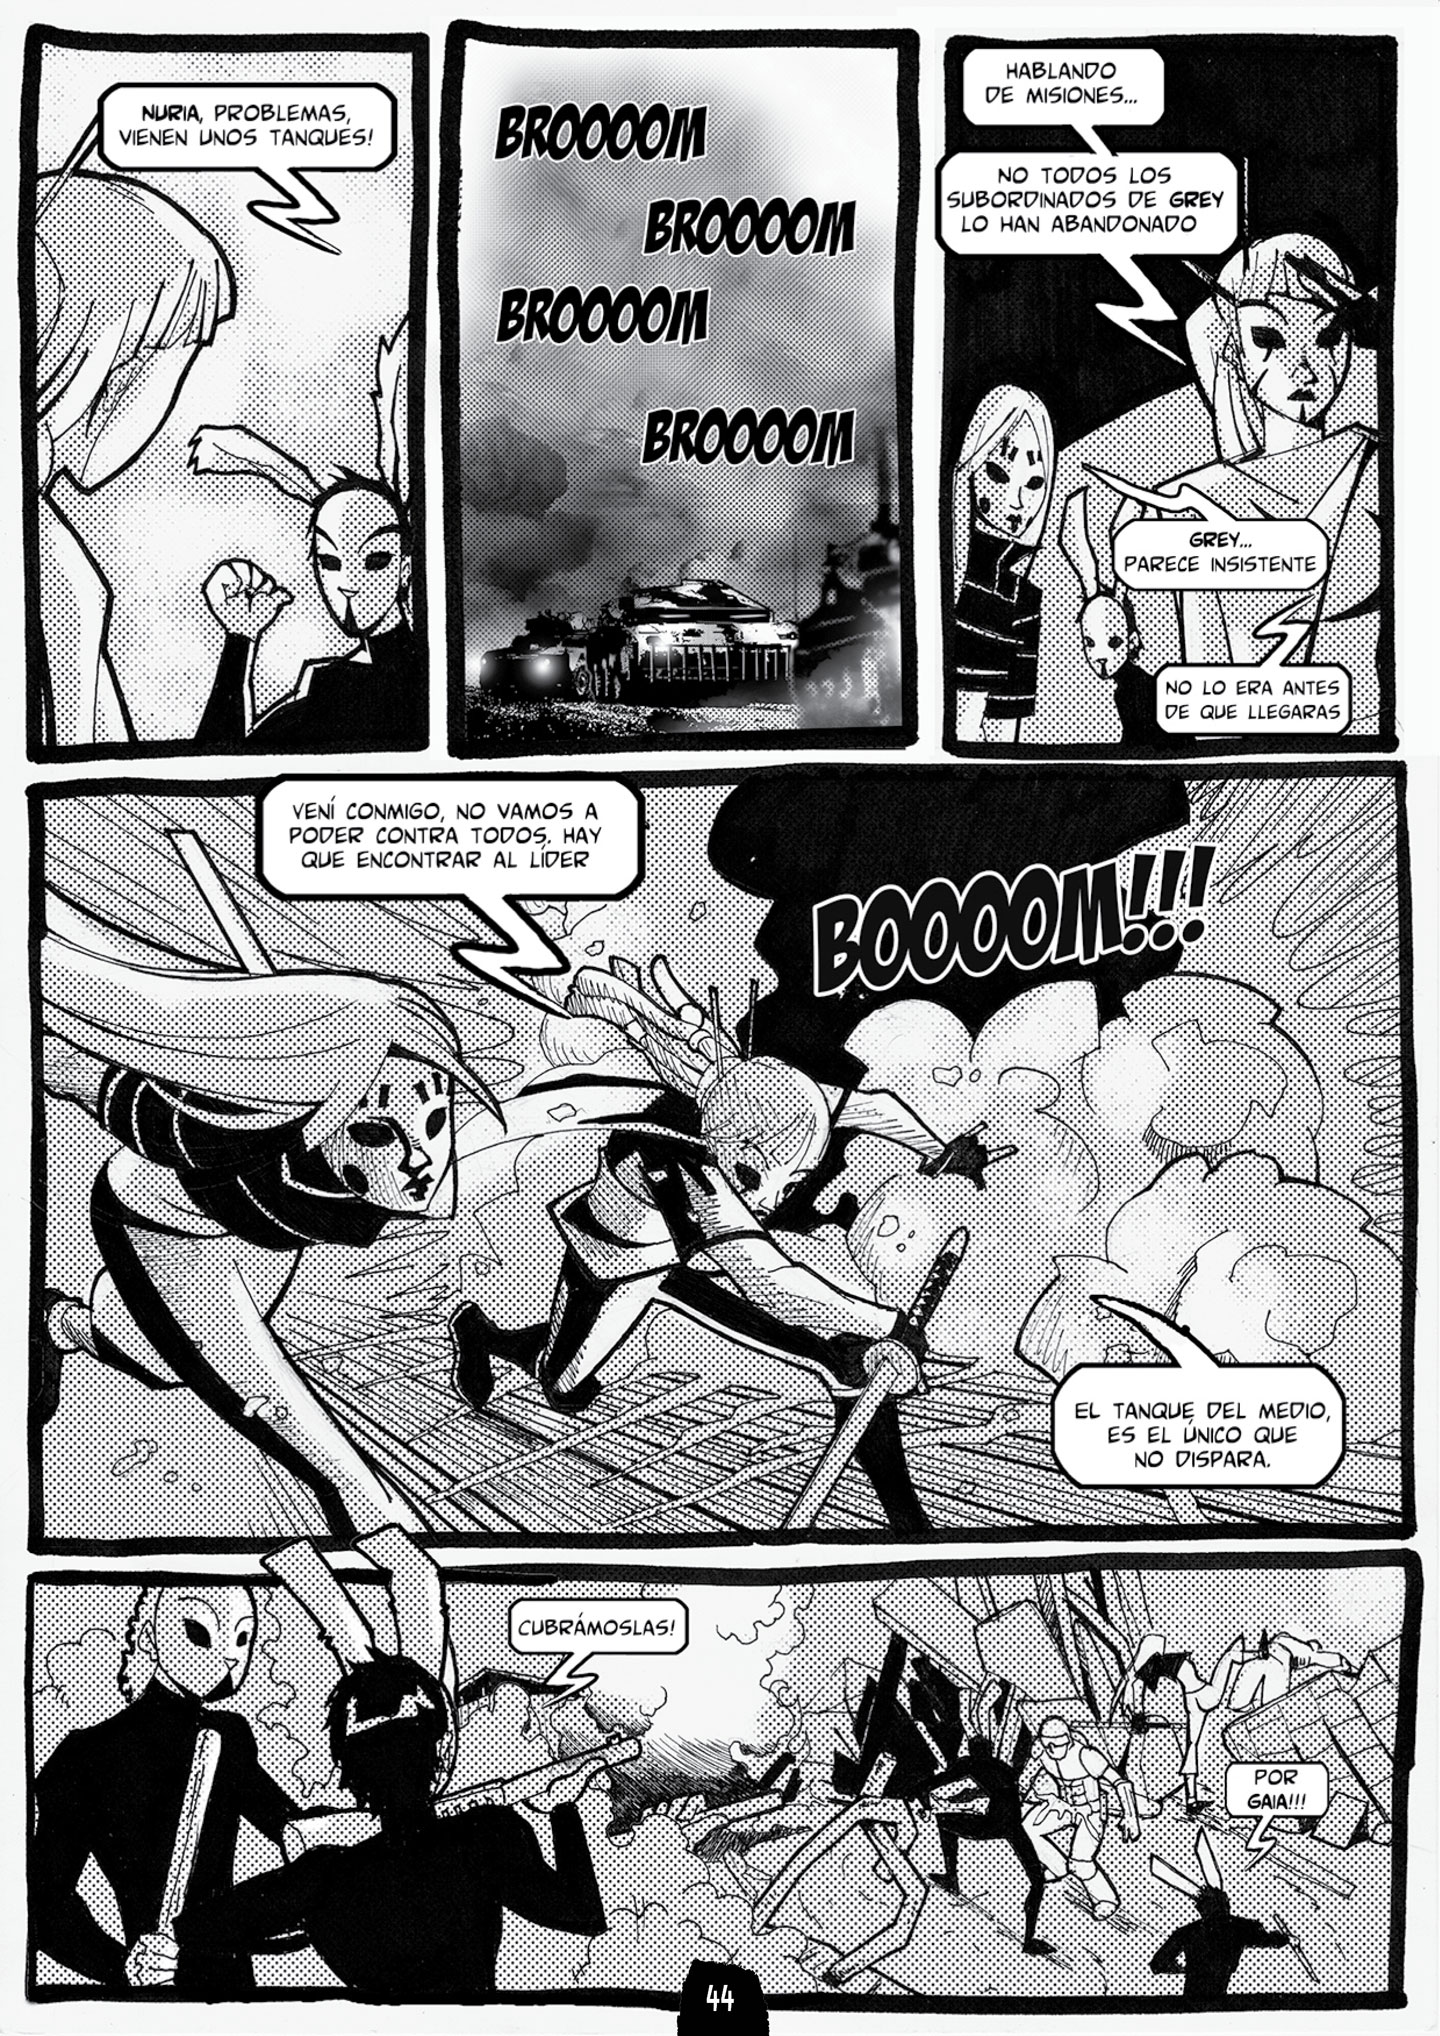 NURIA, PROBLEMAS,
VIENEN UNOS TANQUES!
BROOOOM
BROOOOM
BROOOOM
BROOOOM
HABLANDO
DE MISIONES...
NO TODOS LOS
SUBORDINADOS DE GREY
LO HAN ABANDONADO
GREY...
PARECE INSISTENTE
NO LO ERA ANTES
DE QUE LLEGARAS
VENÍ CONMIGO, NO VAMOS A
PODER CONTRA TODOS. HAY
QUE ENCONTRAR AL LÍDER
BOOOOM!!!
EL TANQUE DEL MEDIO,
ES EL ÚNICO QUE
NO DISPARA.
CUBRÁMOSLAS!
POR
GAIA!!!
44